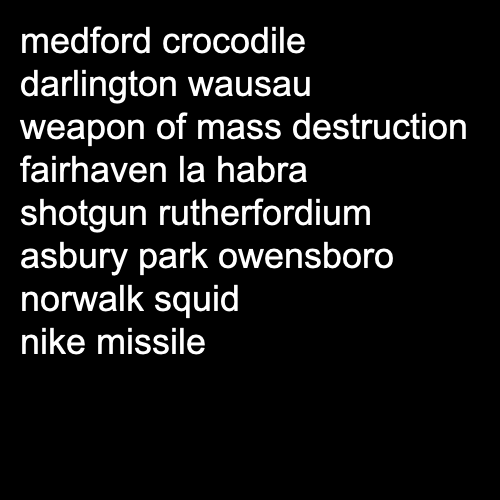 medford crocodile
darlington wausau
weapon of mass destruction
fairhaven la habra
shotgun rutherfordium
asbury park owensboro
norwalk squid
nike missile